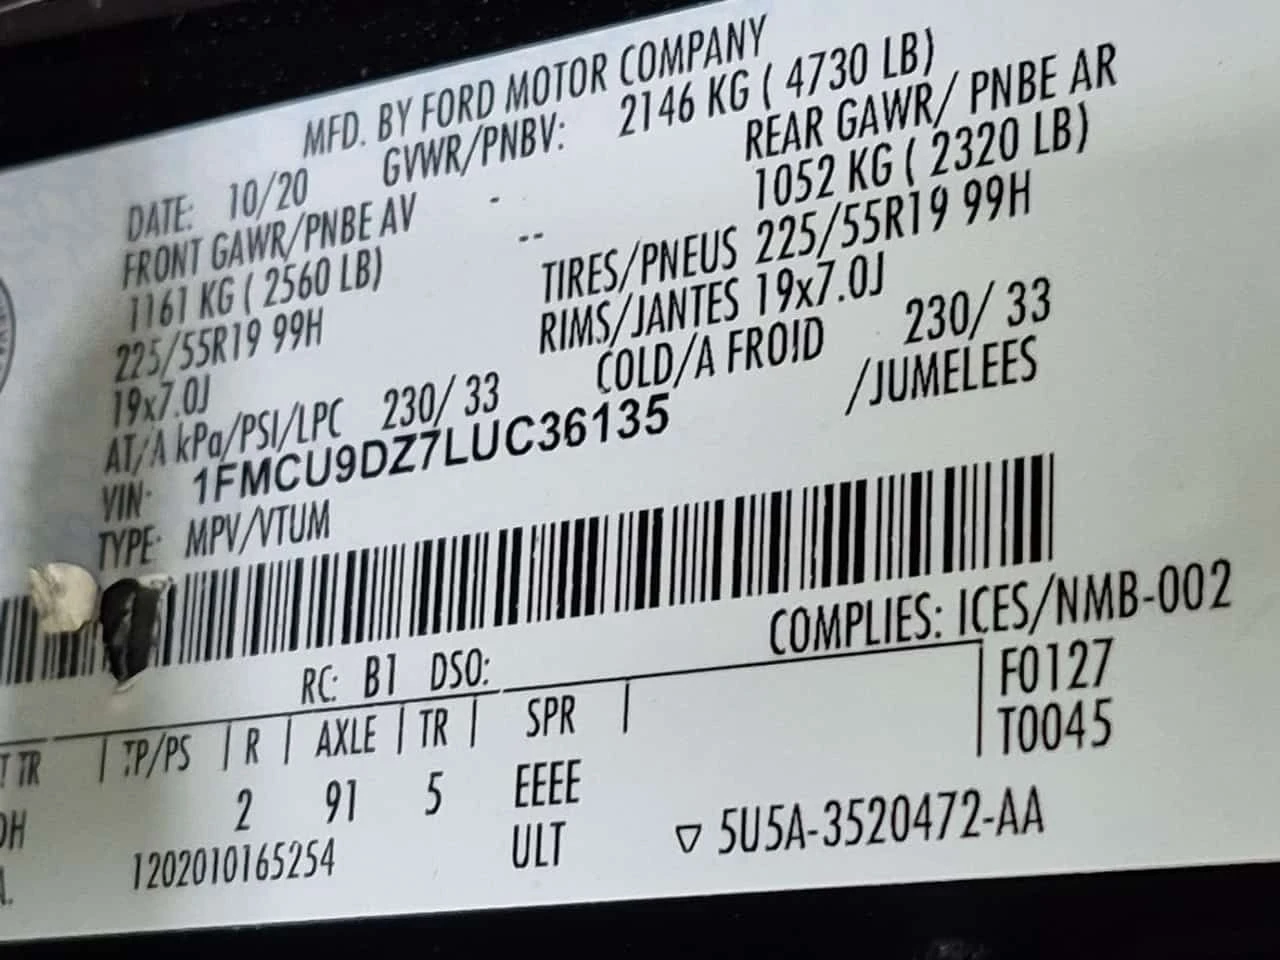 MFD. BY FORD MOTOR COMPANY
DATE: 10/20 GVWR/PNBV: 2146 KG ( 4730 LB)
FRONT GAWR/PNBE AV - REAR GAWR/ PNBE AR
1161 KG ( 2560 LB) -- 1052 KG ( 2320 LB)
225/55R19 99H TIRES/PNEUS 225/55R19 99H
19x7.0J RIMS/JANTES 19x7.0J
AT/A kPa/PSI/LPC 230/ 33 COLD/A FROID 230/ 33
VIN: 1FMCU9DZ7LUC36135 /JUMELEES
TYPE: MPV/VTUM
COMPLIES: ICES/NMB-002
RC: B1 DSO: F0127
T0045
TR | TP/PS | R | AXLE | TR | SPR |
2 91 5 EEEE
1202010165254 ULT ▽ 5U5A-3520472-AA